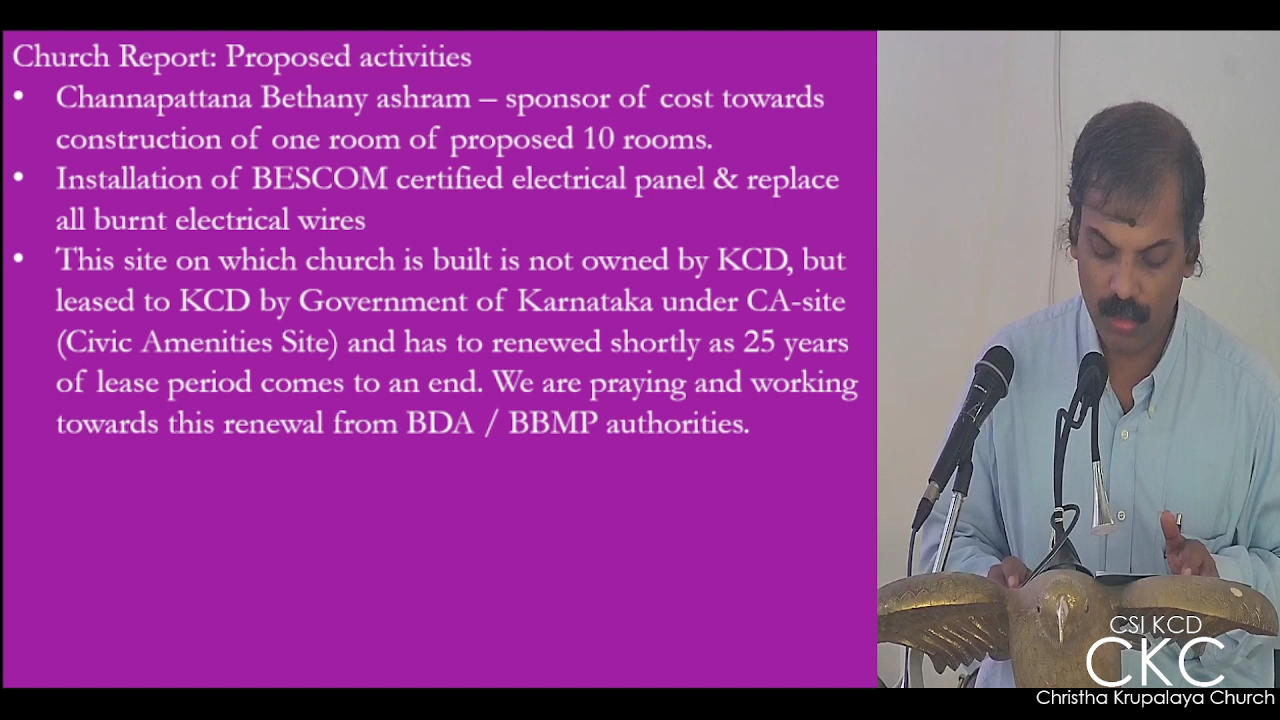 Church Report: Proposed activities
• Channapattana Bethany ashram – sponsor of cost towards
construction of one room of proposed 10 rooms.
• Installation of BESCOM certified electrical panel & replace
all burnt electrical wires
• This site on which church is built is not owned by KCD, but
leased to KCD by Government of Karnataka under CA-site
(Civic Amenities Site) and has to renewed shortly as 25 years
of lease period comes to an end. We are praying and working
towards this renewal from BDA / BBMP authorities.
CSI KCD
CKC
Christha Krupalaya Church